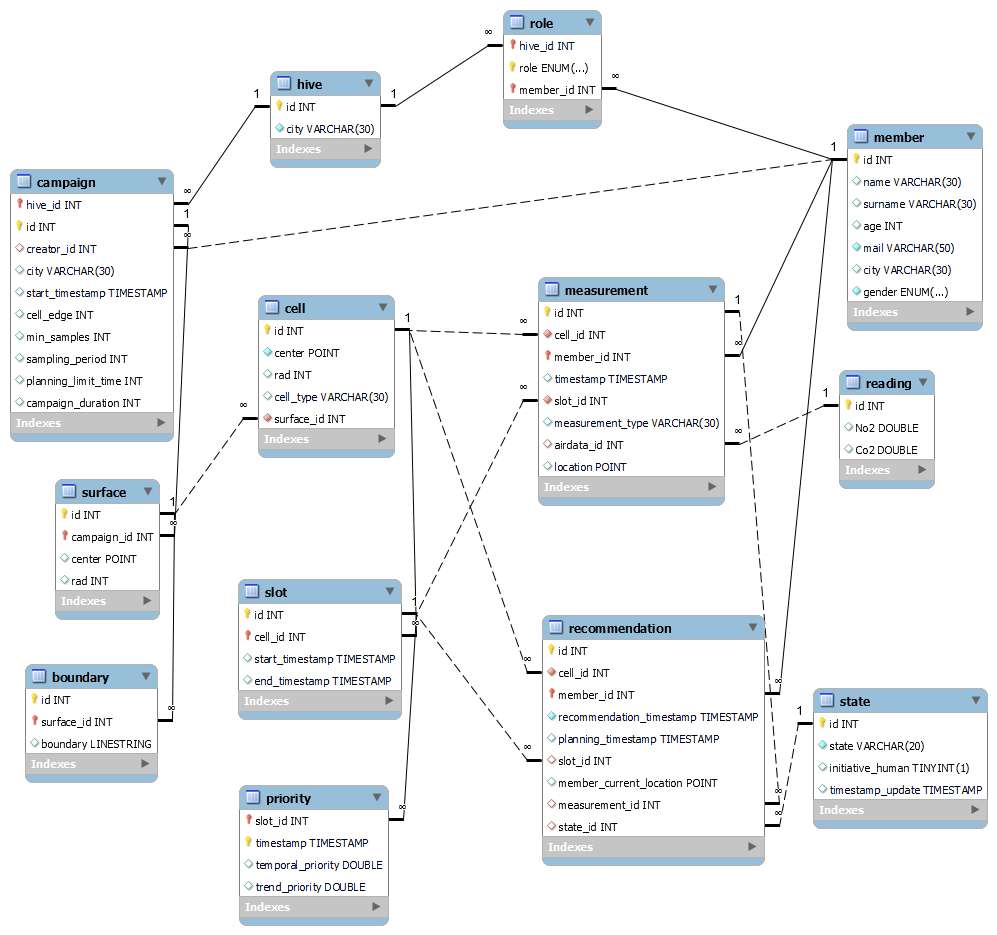 role
hive_id INT
role ENUM(...)
member_id INT
Indexes
hive
id INT
city VARCHAR(30)
Indexes
member
id INT
name VARCHAR(30)
surname VARCHAR(30)
age INT
mail VARCHAR(50)
city VARCHAR(30)
gender ENUM(...)
Indexes
campaign
hive_id INT
id INT
creator_id INT
city VARCHAR(30)
start_timestamp TIMESTAMP
cell_edge INT
min_samples INT
sampling_period INT
planning_limit_time INT
campaign_duration INT
Indexes
cell
id INT
center POINT
rad INT
cell_type VARCHAR(30)
surface_id INT
Indexes
measurement
id INT
cell_id INT
member_id INT
timestamp TIMESTAMP
slot_id INT
measurement_type VARCHAR(30)
airdata_id INT
location POINT
Indexes
reading
id INT
No2 DOUBLE
Co2 DOUBLE
Indexes
surface
id INT
campaign_id INT
center POINT
rad INT
Indexes
slot
id INT
cell_id INT
start_timestamp TIMESTAMP
end_timestamp TIMESTAMP
Indexes
recommendation
id INT
cell_id INT
member_id INT
recommendation_timestamp TIMESTAMP
planning_timestamp TIMESTAMP
slot_id INT
member_current_location POINT
measurement_id INT
state_id INT
Indexes
boundary
id INT
surface_id INT
boundary LINESTRING
Indexes
state
id INT
state VARCHAR(20)
initiative_human TINYINT(1)
timestamp_update TIMESTAMP
Indexes
priority
slot_id INT
timestamp TIMESTAMP
temporal_priority DOUBLE
trend_priority DOUBLE
Indexes
1
∞
1
∞
∞
1
1
∞
1
∞
∞
1
∞
1
∞
∞
1
∞
1
∞
∞
1
∞
∞
∞
∞
1
∞
∞
∞